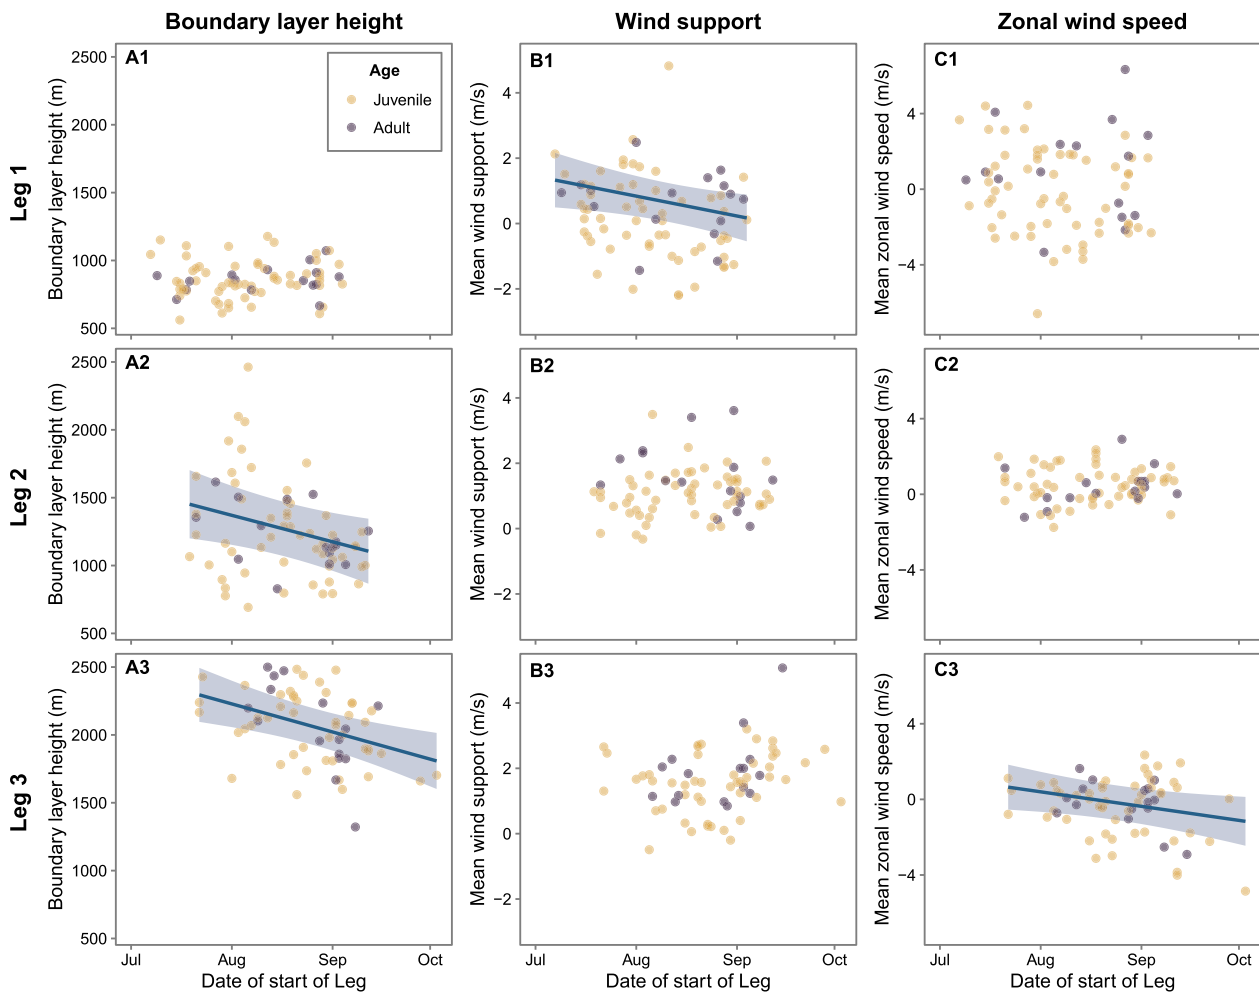 Boundary layer height
Wind support
Zonal wind speed
Leg 1
A1
Boundary layer height (m)
2500
2000
1500
1000
500
Age
Juvenile
Adult
B1
Mean wind support (m/s)
4
2
0
−2
C1
Mean zonal wind speed (m/s)
4
0
−4
Leg 2
A2
Boundary layer height (m)
2500
2000
1500
1000
500
B2
Mean wind support (m/s)
4
2
0
−2
C2
Mean zonal wind speed (m/s)
4
0
−4
Leg 3
A3
Boundary layer height (m)
2500
2000
1500
1000
500
Jul Aug Sep Oct
Date of start of Leg
B3
Mean wind support (m/s)
4
2
0
−2
Jul Aug Sep Oct
Date of start of Leg
C3
Mean zonal wind speed (m/s)
4
0
−4
Jul Aug Sep Oct
Date of start of Leg